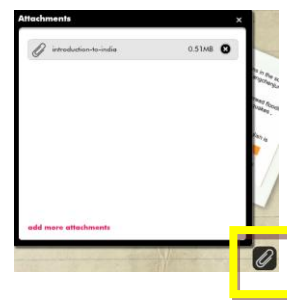 Attachments ×
introduction-to-india 0.51MB
add more attachments